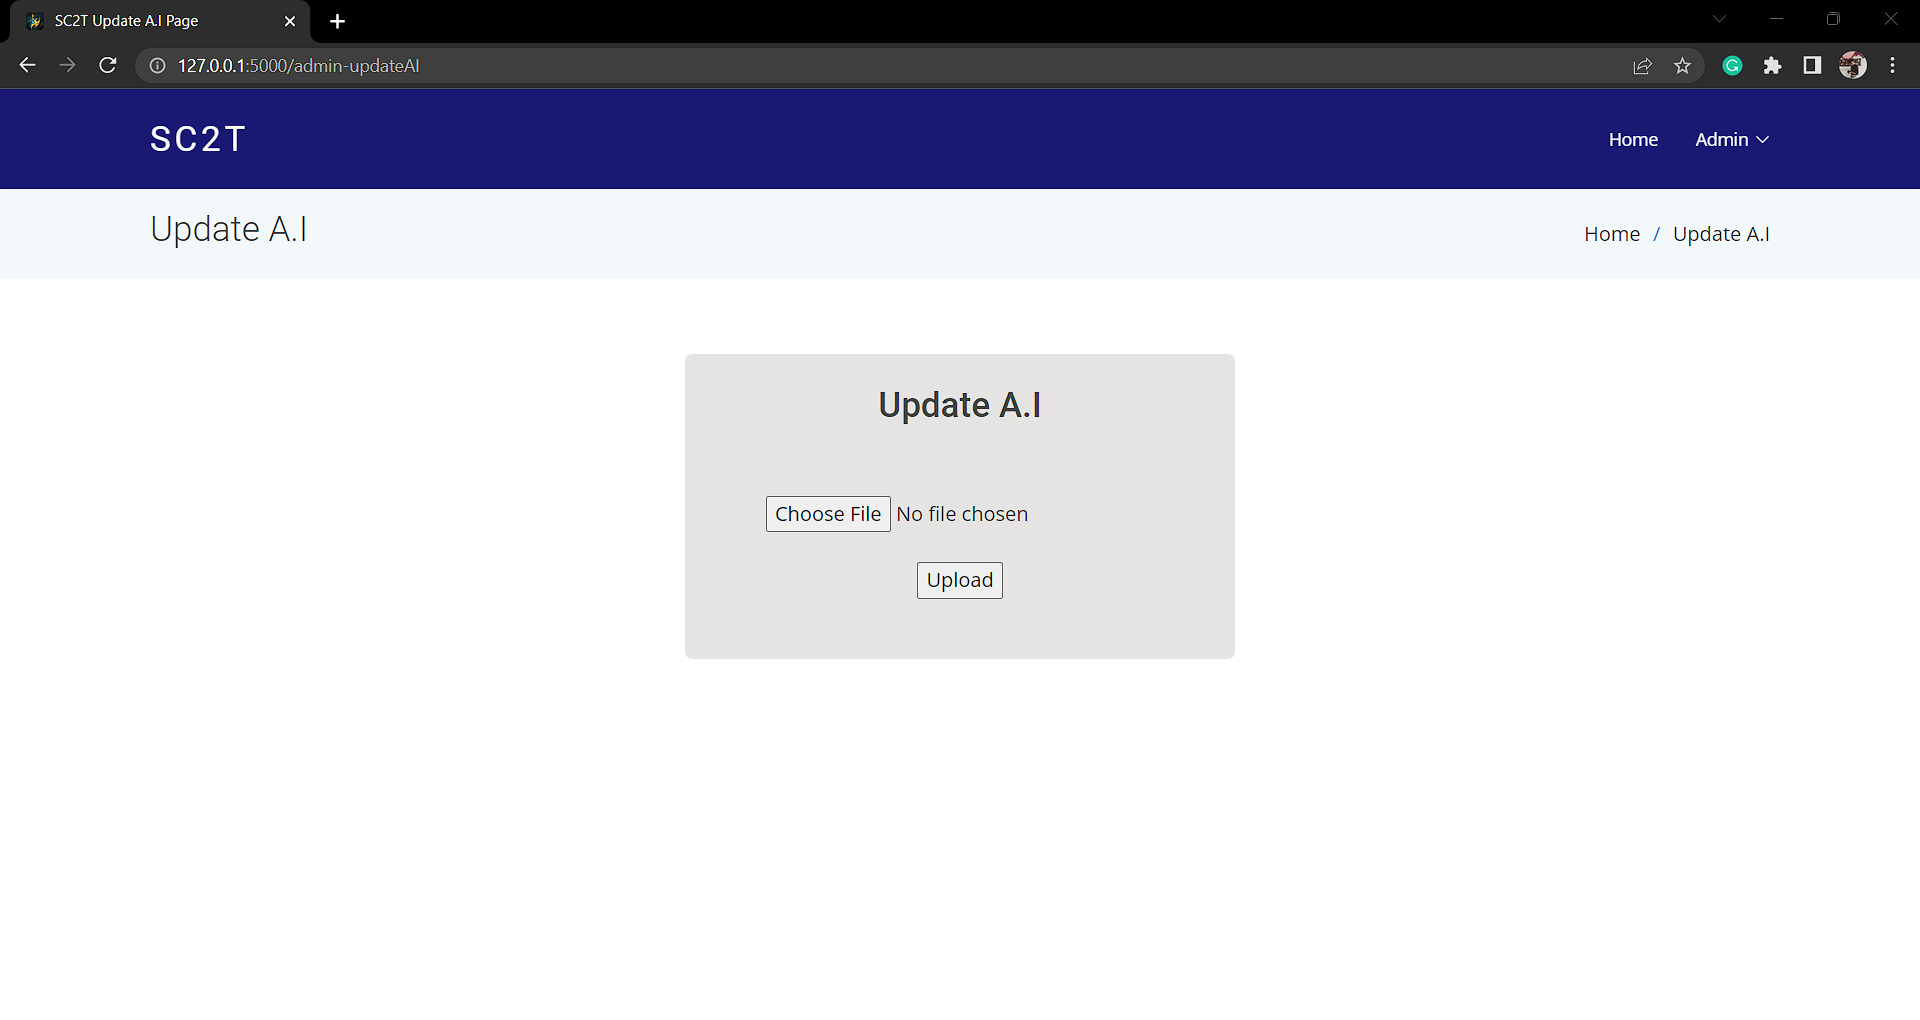 SC2T Update A.I Page
127.0.0.1:5000/admin-updateAI
SC2T
Home Admin
Update A.I
Home / Update A.I
Update A.I
Choose File No file chosen
Upload